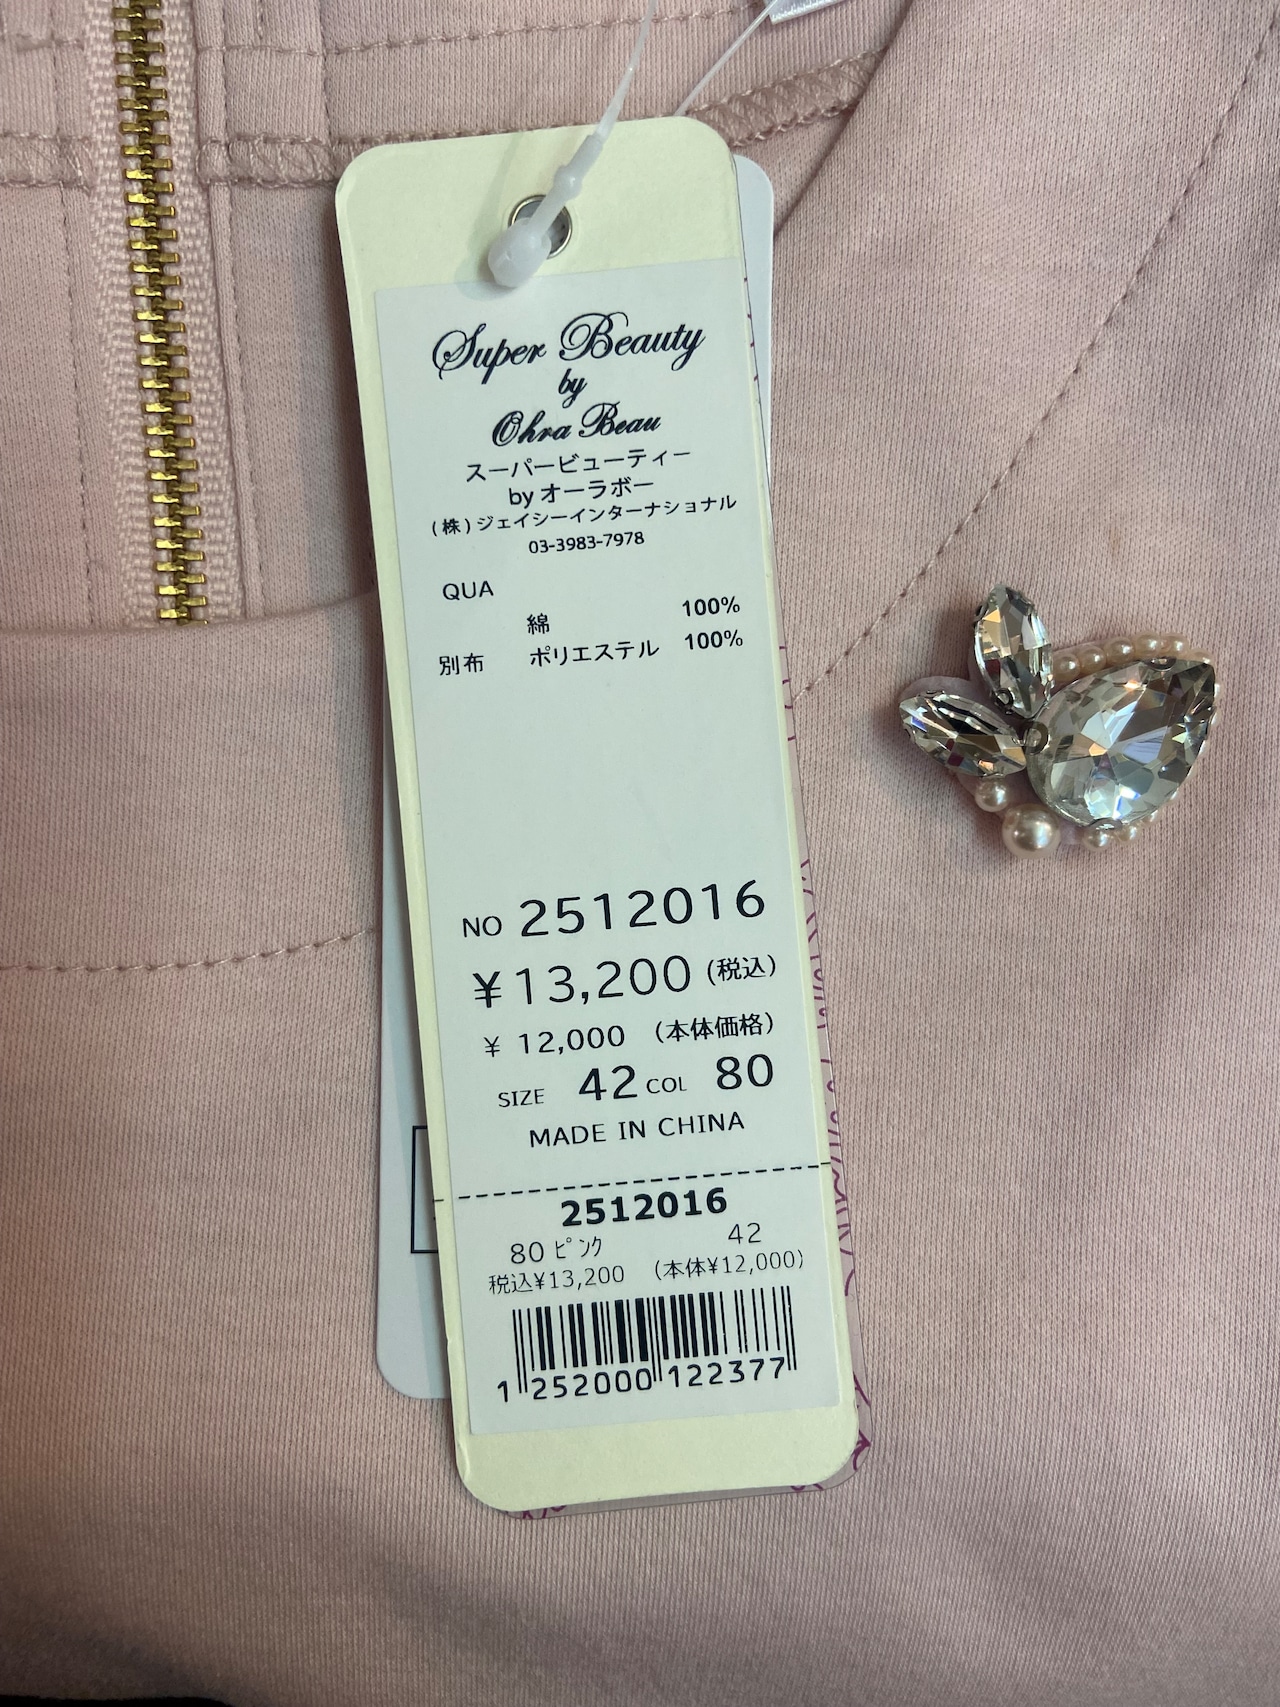 Super Beauty
by
Ohra Beau
スーパービューティー
by オーラボー
(株)ジェイシーインターナショナル
03-3983-7978
QUA
綿 100%
別布 ポリエステル 100%
NO 2512016
¥13,200 (税込)
¥ 12,000 (本体価格)
SIZE 42 COL 80
MADE IN CHINA
2512016
80 ﾋﾟﾝｸ 42
税込¥13,200 (本体¥12,000)
1 252000 122377